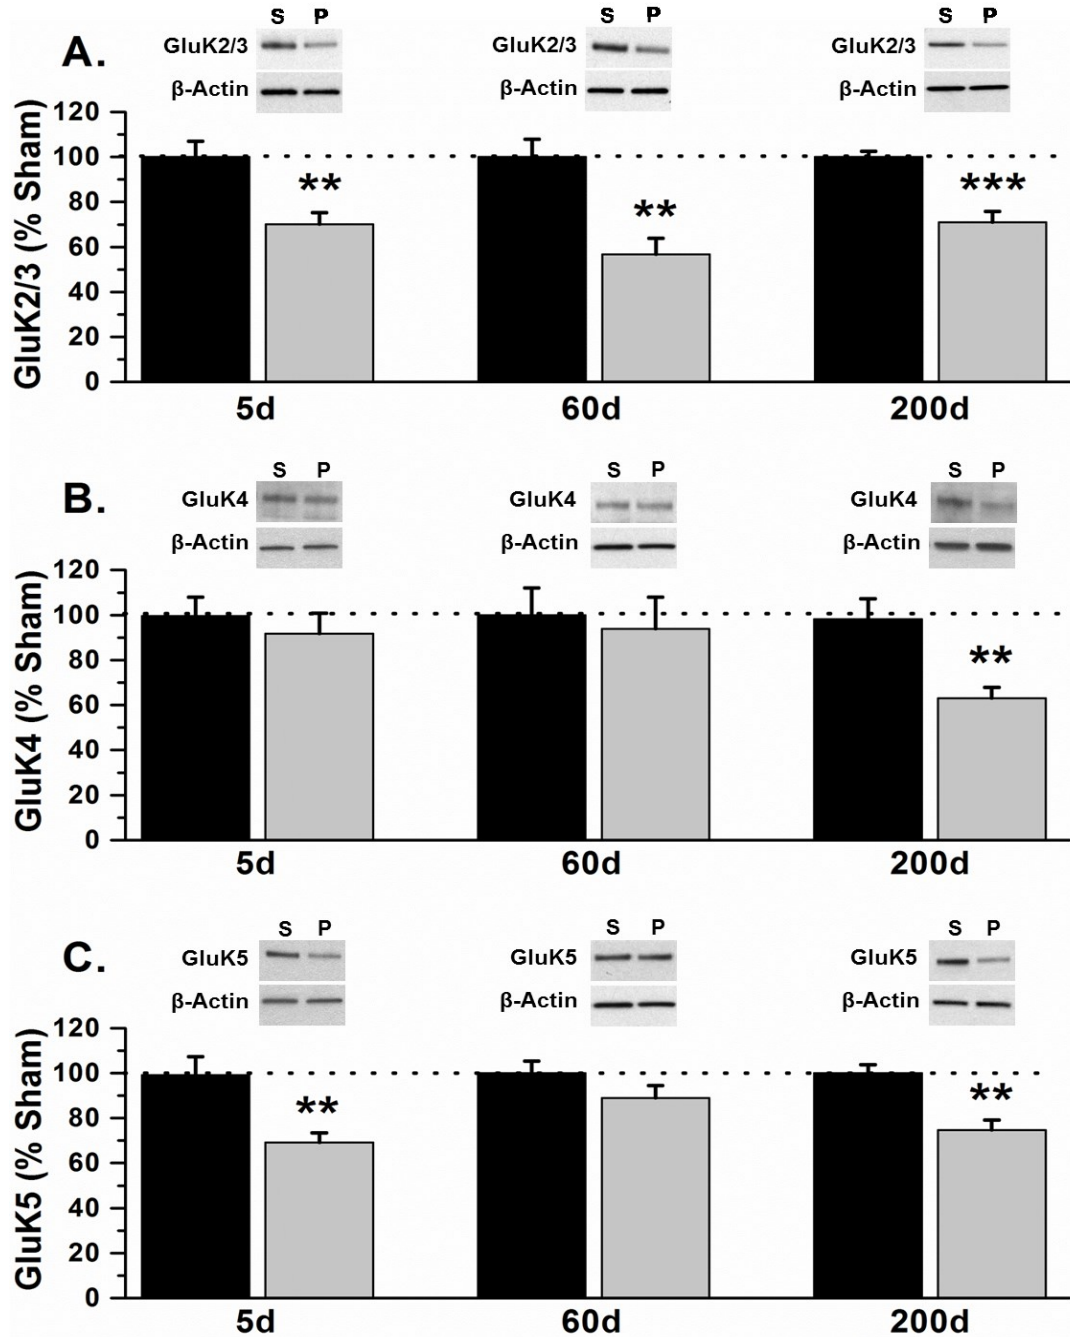 S P S P S P
A. GluK2/3 GluK2/3 GluK2/3
β-Actin β-Actin β-Actin
GluK2/3 (% Sham)
120
100
** ** ***
80
60
40
20
0
5d 60d 200d
S P S P S P
B. GluK4 GluK4 GluK4
β-Actin β-Actin β-Actin
GluK4 (% Sham)
120
100
**
80
60
40
20
0
5d 60d 200d
S P S P S P
C. GluK5 GluK5 GluK5
β-Actin β-Actin β-Actin
GluK5 (% Sham)
120
100
** **
80
60
40
20
0
5d 60d 200d